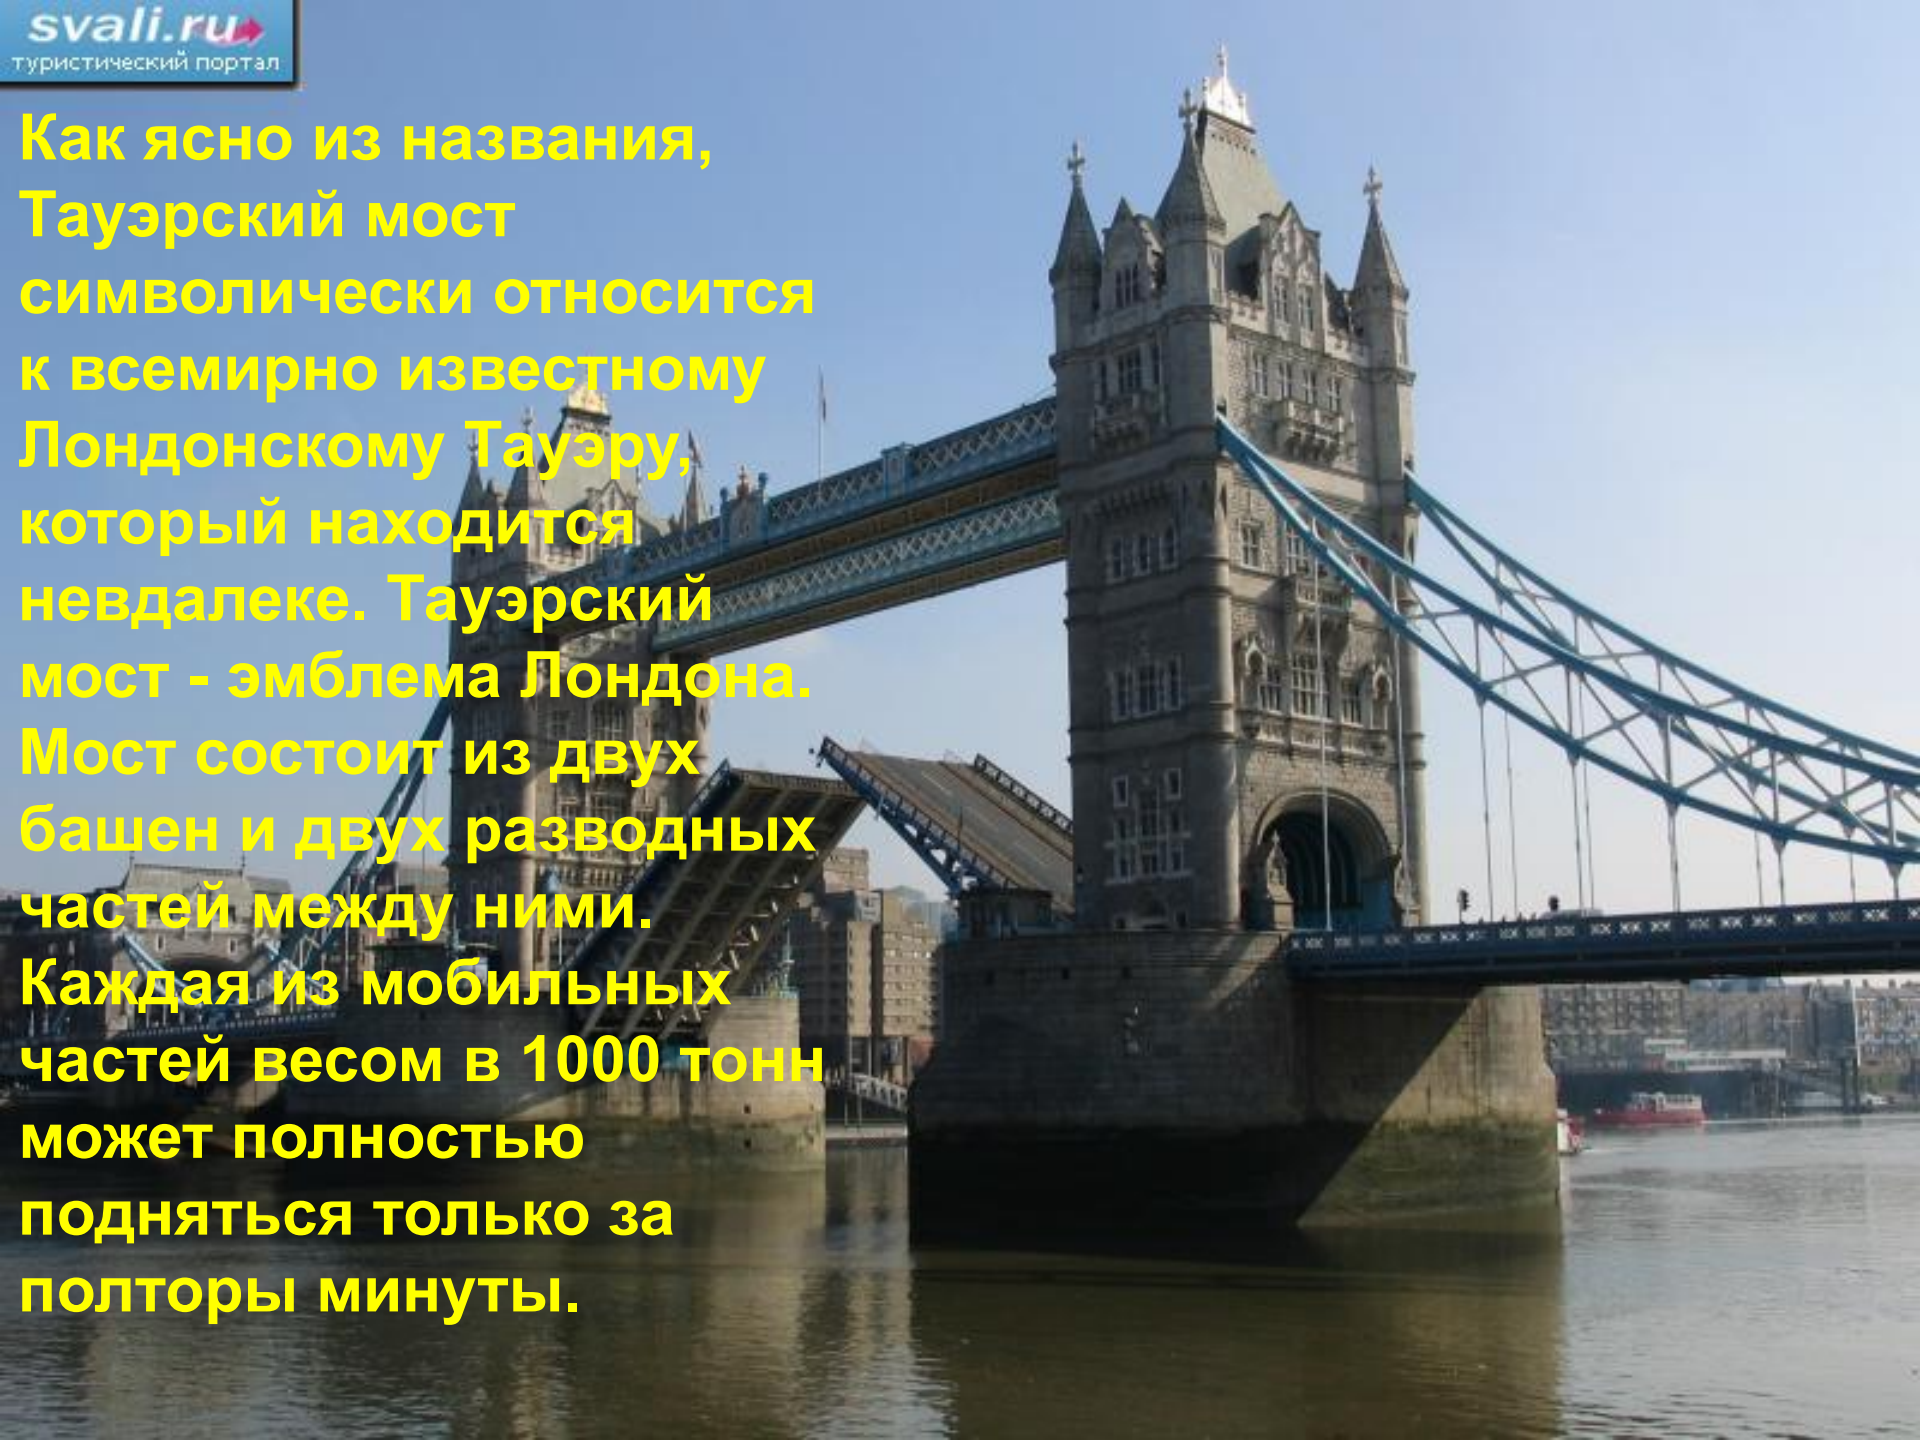 svali.ru
туристический портал
Как ясно из названия,
Тауэрский мост
символически относится
к всемирно известному
Лондонскому Тауэру,
который находится
невдалеке. Тауэрский
мост - эмблема Лондона.
Мост состоит из двух
башен и двух разводных
частей между ними.
Каждая из мобильных
частей весом в 1000 тонн
может полностью
подняться только за
полторы минуты.